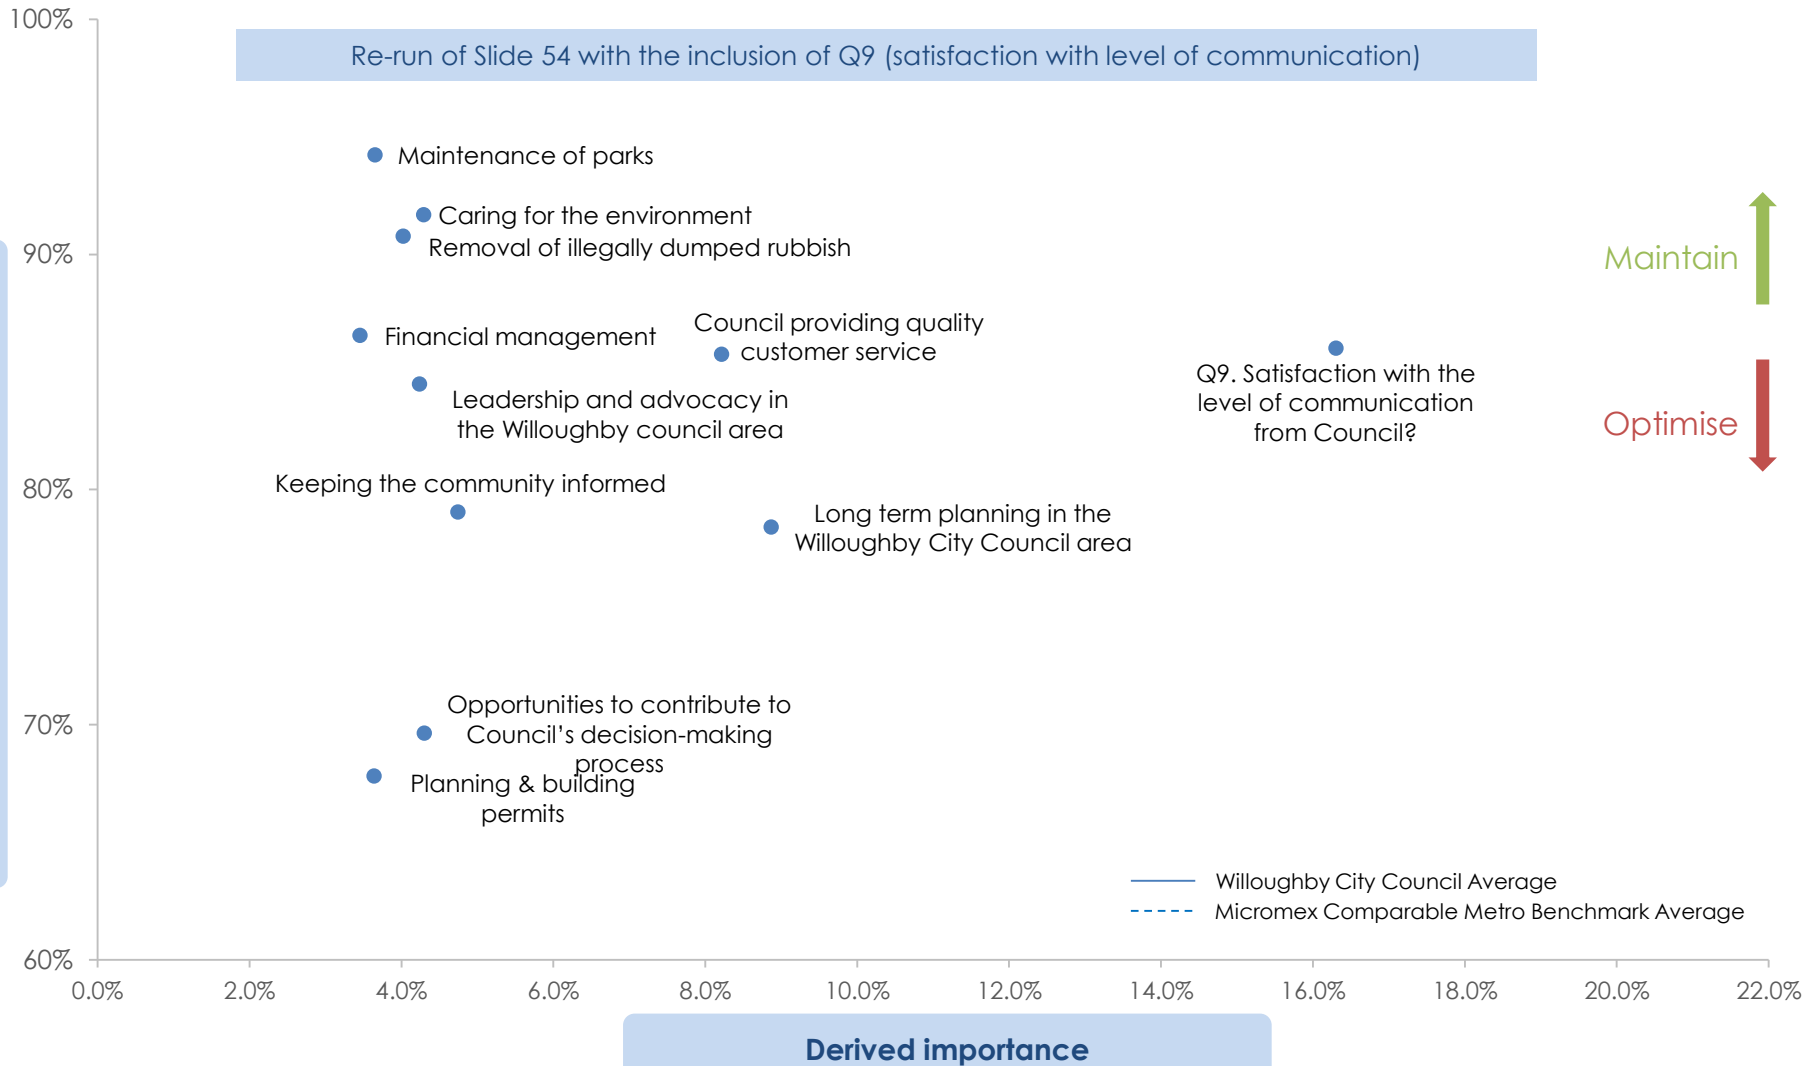 100%
Re-run of Slide 54 with the inclusion of Q9 (satisfaction with level of communication)
Maintenance of parks
Caring for the environment
Removal of illegally dumped rubbish
90%
Maintain
Financial management
Council providing quality
customer service
Q9. Satisfaction with the
level of communication
from Council?
Leadership and advocacy in
the Willoughby council area
Optimise
80%
Keeping the community informed
Long term planning in the
Willoughby City Council area
70%
Opportunities to contribute to
Council’s decision-making
process
Planning & building
permits
Willoughby City Council Average
Micromex Comparable Metro Benchmark Average
60%
0.0% 2.0% 4.0% 6.0% 8.0% 10.0% 12.0% 14.0% 16.0% 18.0% 20.0% 22.0%
Derived importance